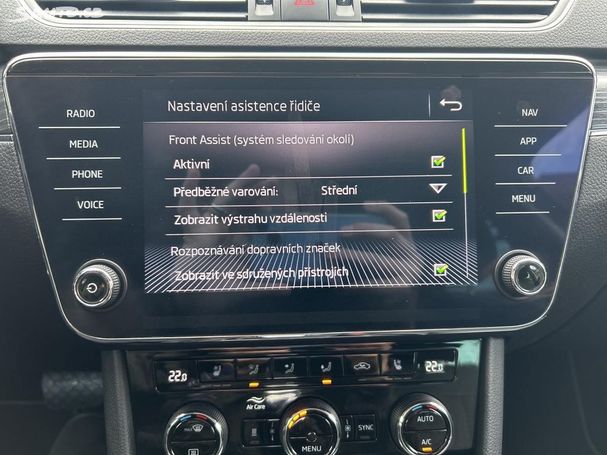 RADIO
MEDIA
PHONE
VOICE
Nastavení asistence řidiče
Front Assist (systém sledování okolí)
Aktivní
Předběžné varování: Střední
Zobrazit výstrahu vzdálenosti
Rozpoznávání dopravních značek
Zobrazit ve sdružených přístrojích
NAV
APP
CAR
MENU
22.0
22.0
Air Care
MAX
MENU
SYNC
AUTO
A/C